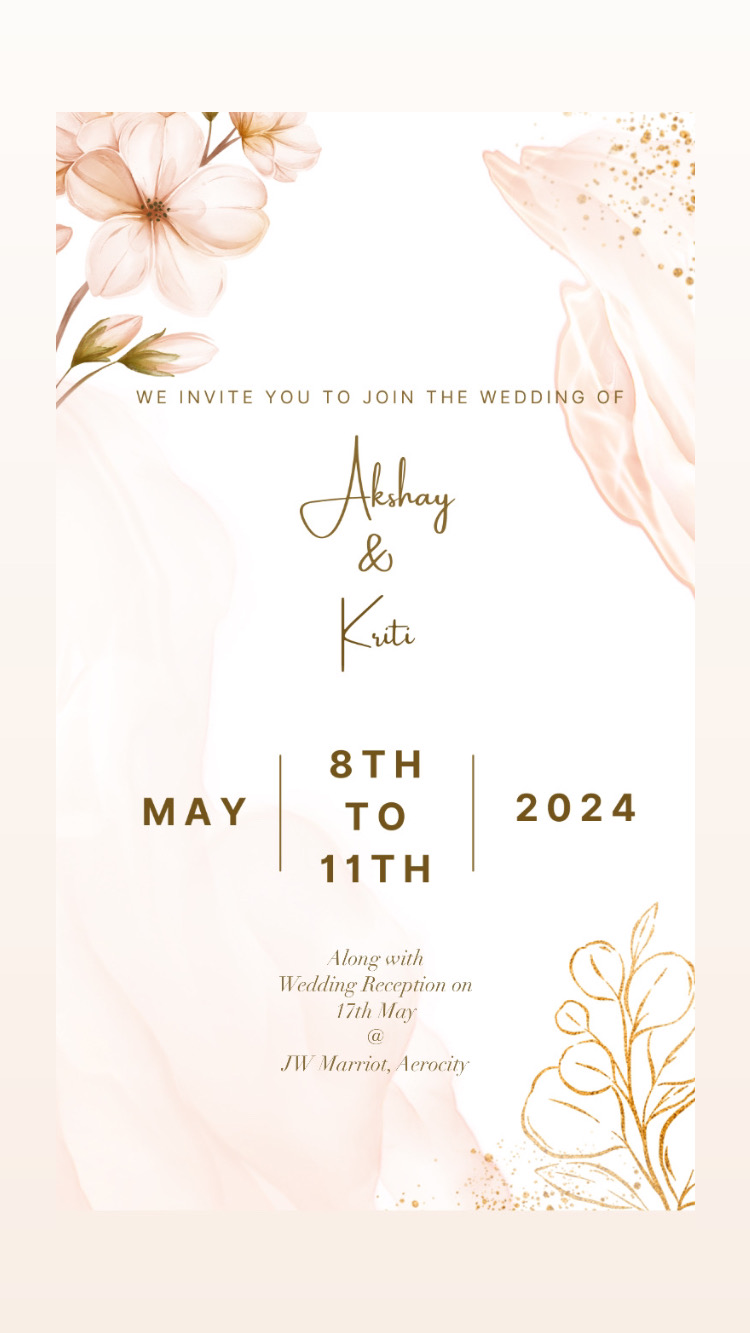 WE INVITE YOU TO JOIN THE WEDDING OF
Akshay
&
Kriti
MAY
8TH
TO
11TH
2024
Along with
Wedding Reception on
17th May
@
JW Marriot, Aerocity